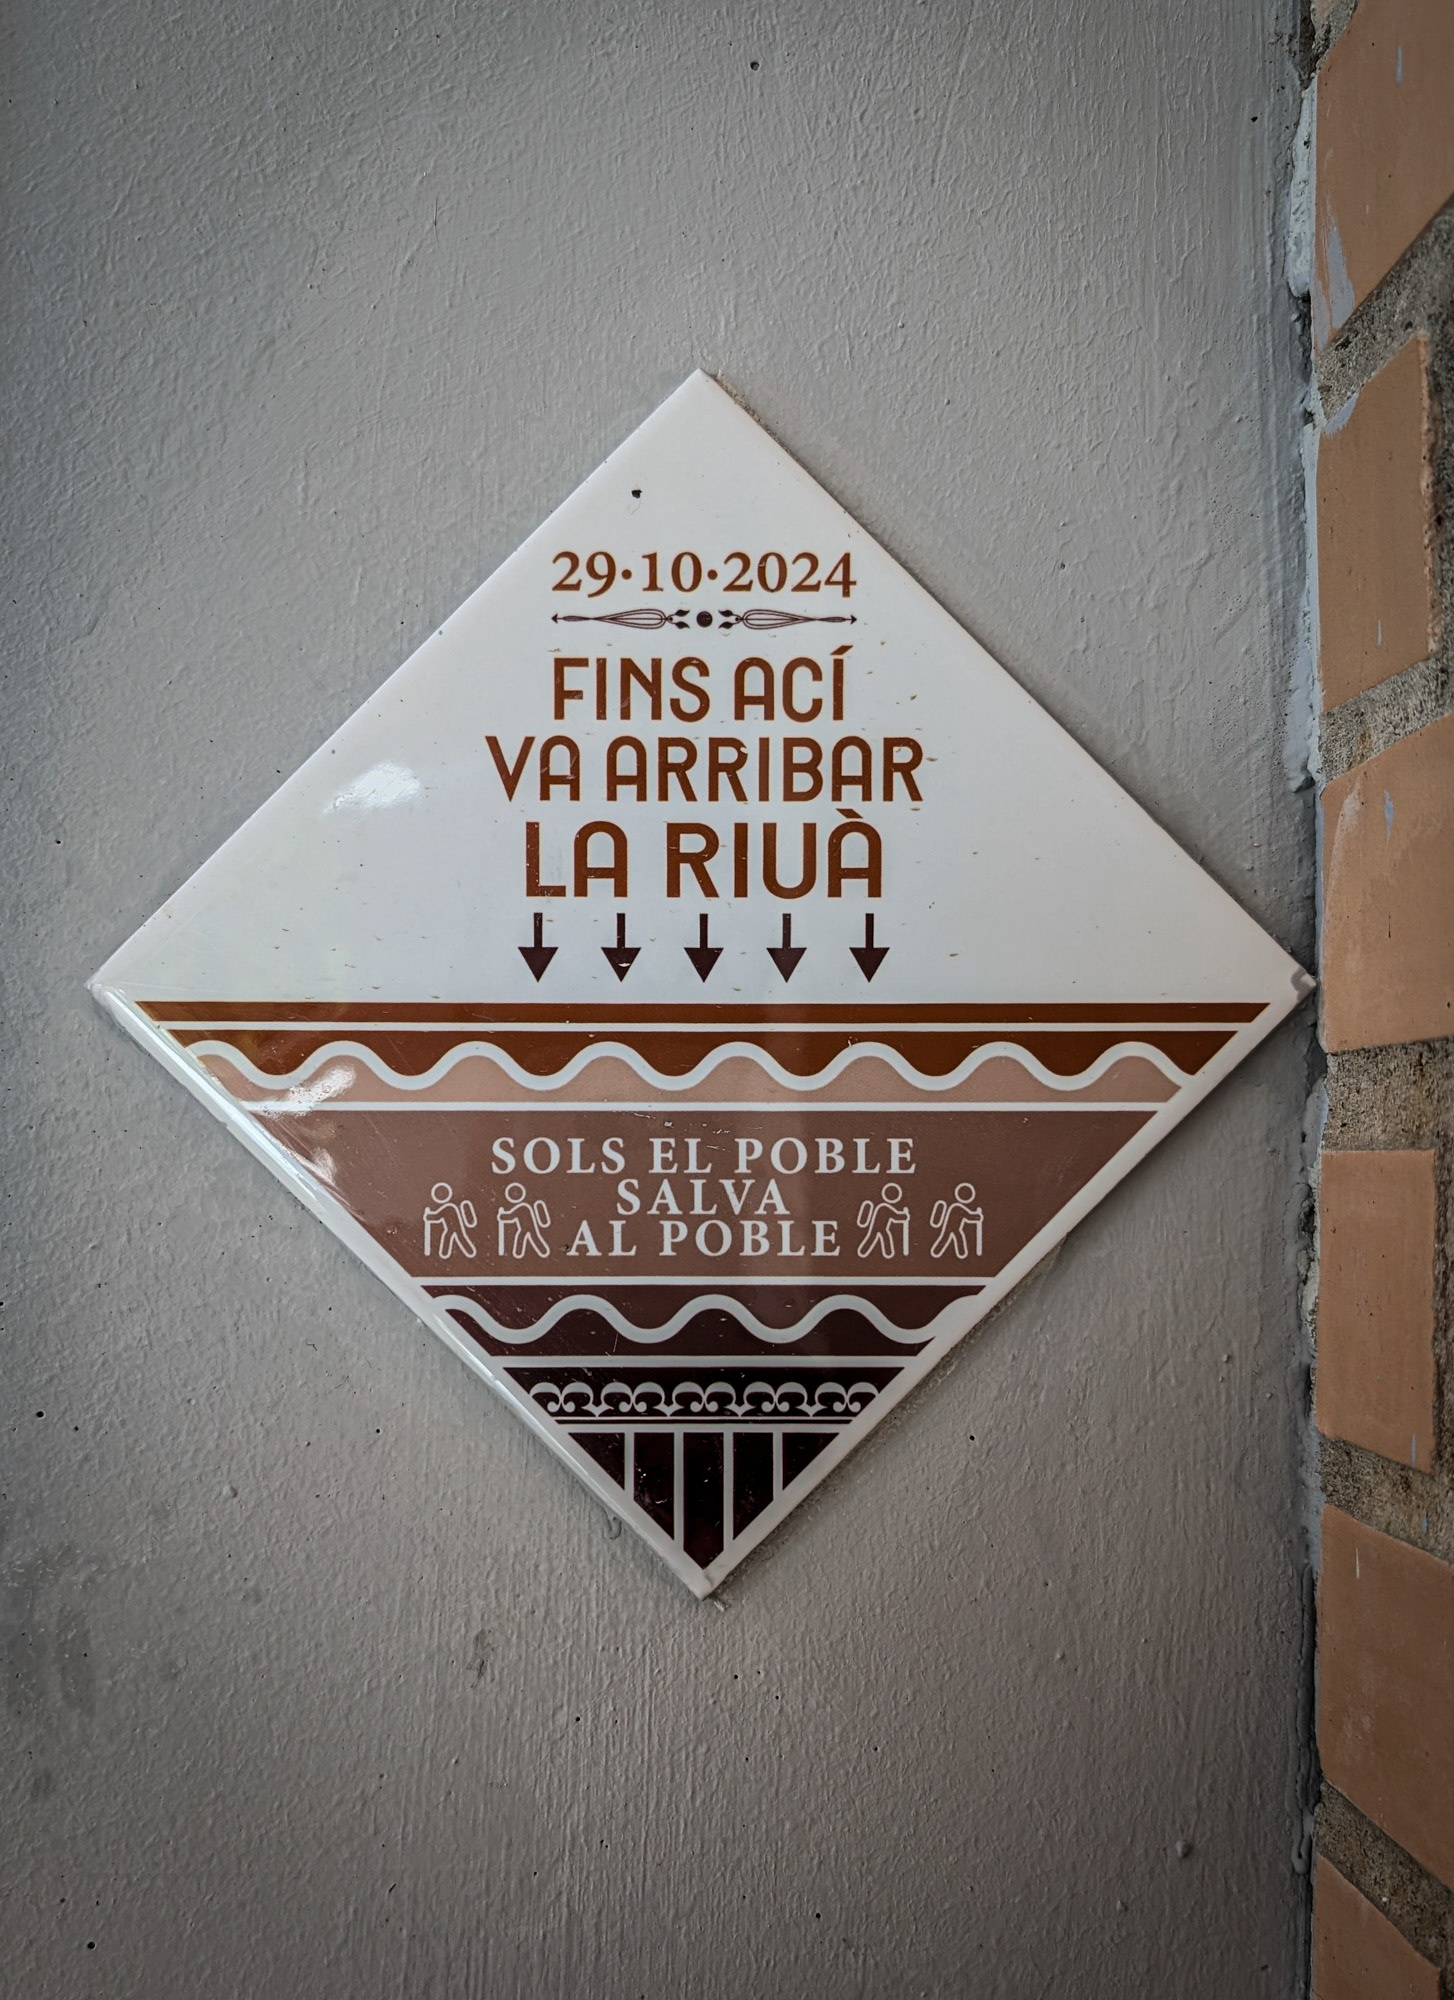 29·10·2024
FINS ACÍ
VA ARRIBAR
LA RIUÀ
SOLS EL POBLE
SALVA
AL POBLE